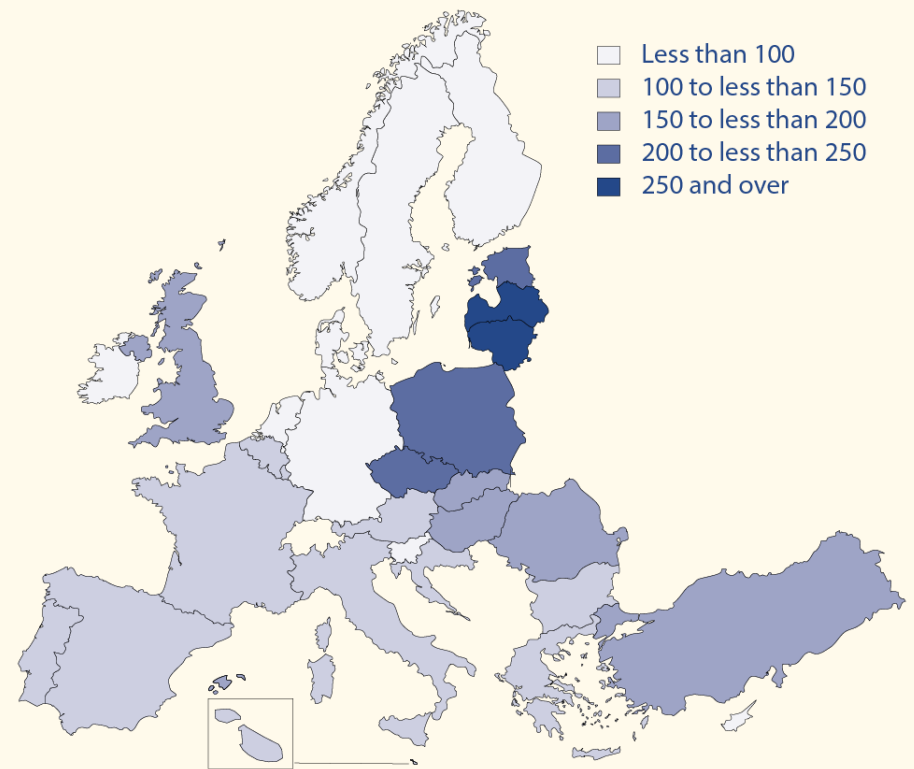 Less than 100
100 to less than 150
150 to less than 200
200 to less than 250
250 and over